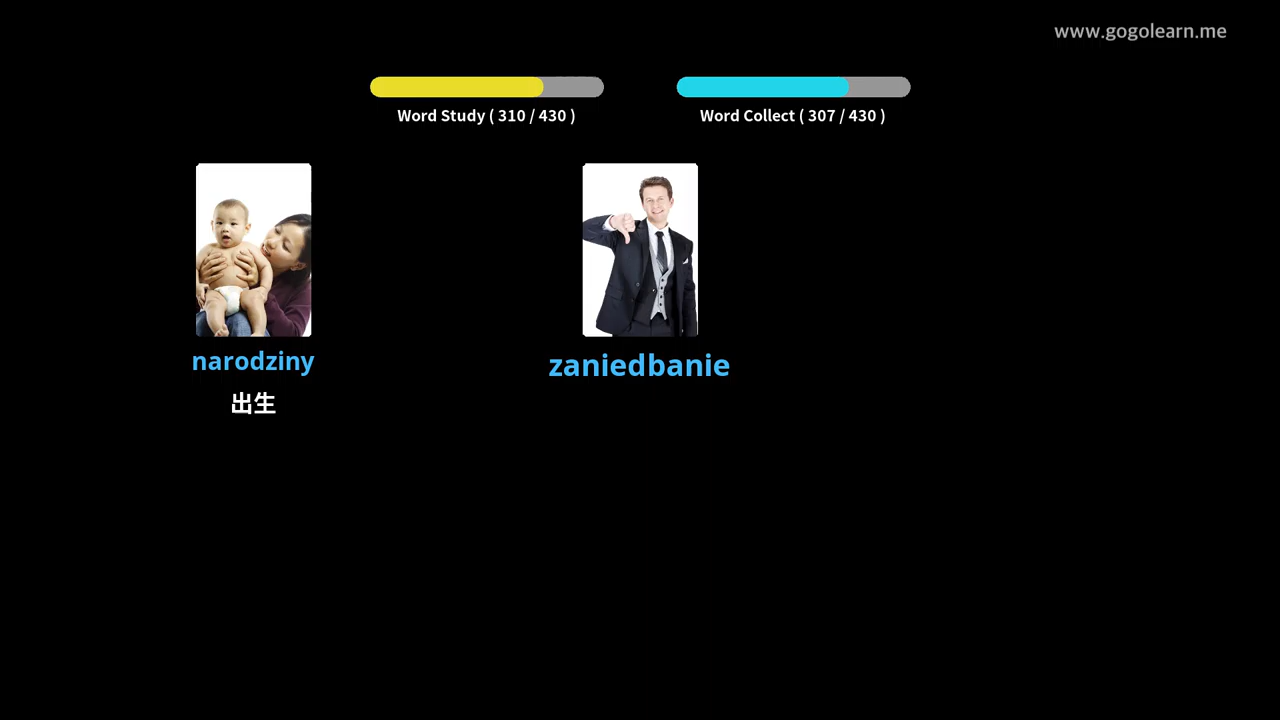 www.gogolearn.me
Word Study ( 310 / 430 )
Word Collect ( 307 / 430 )
narodziny
出生
zaniedbanie